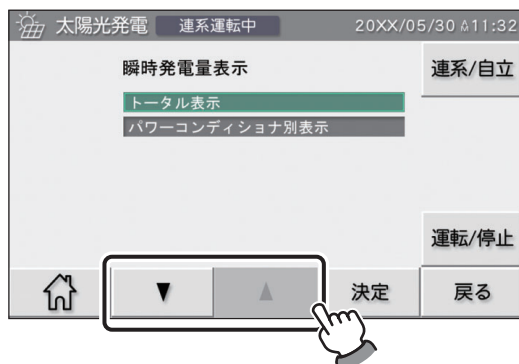 太陽光発電 連系運転中 20XX/05/30 11:32
瞬時発電量表示
連系/自立
トータル表示
パワーコンディショナ別表示
運転/停止
▼ ▲ 決定 戻る